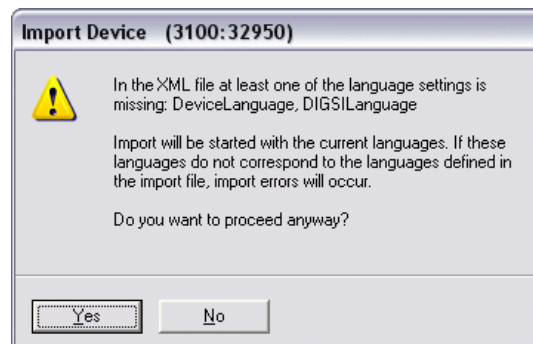 Import Device (3100:32950)
In the XML file at least one of the language settings is
missing: DeviceLanguage, DIGSILanguage
Import will be started with the current languages. If these
languages do not correspond to the languages defined in
the import file, import errors will occur.
Do you want to proceed anyway?
Yes
No